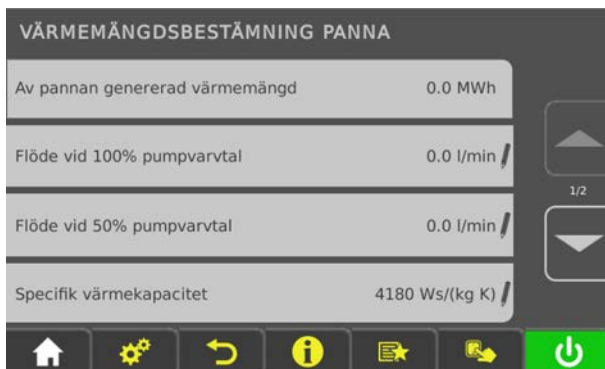 VÄRMEMÄNGDSBESTÄMNING PANNA
Av pannan genererad värmemängd 0.0 MWh
Flöde vid 100% pumpvarvtal 0.0 l/min
1/2
Flöde vid 50% pumpvarvtal 0.0 l/min
Specifik värmekapacitet 4180 Ws/(kg K)